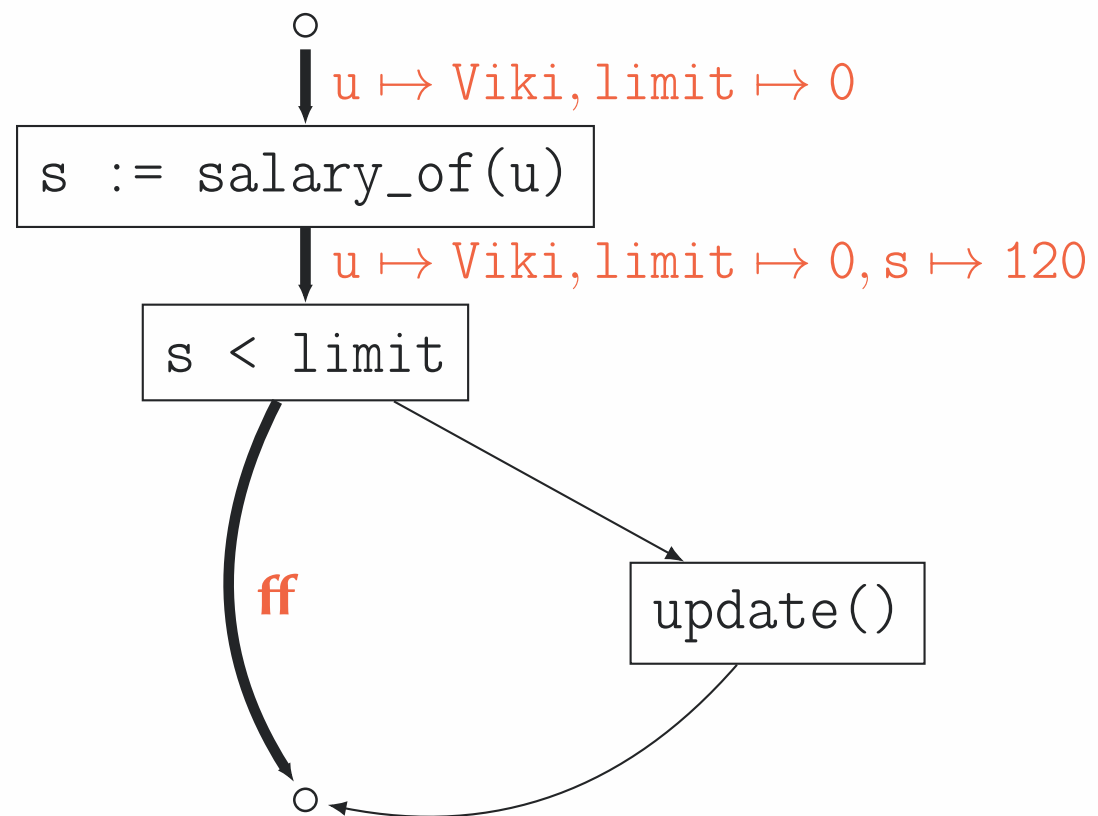 u ↦ Viki, limit ↦ 0
s := salary_of(u)
u ↦ Viki, limit ↦ 0, s ↦ 120
s < limit
ff
update()